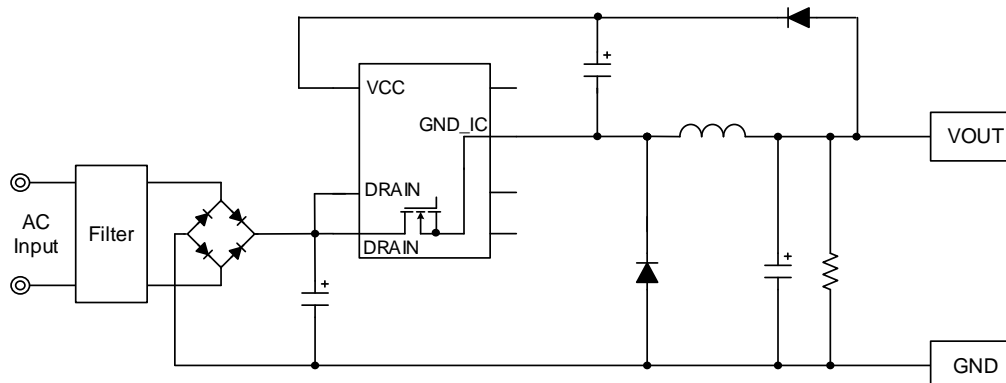 VCC
GND_IC
VOUT
DRAIN
AC
Input
Filter
DRAIN
GND